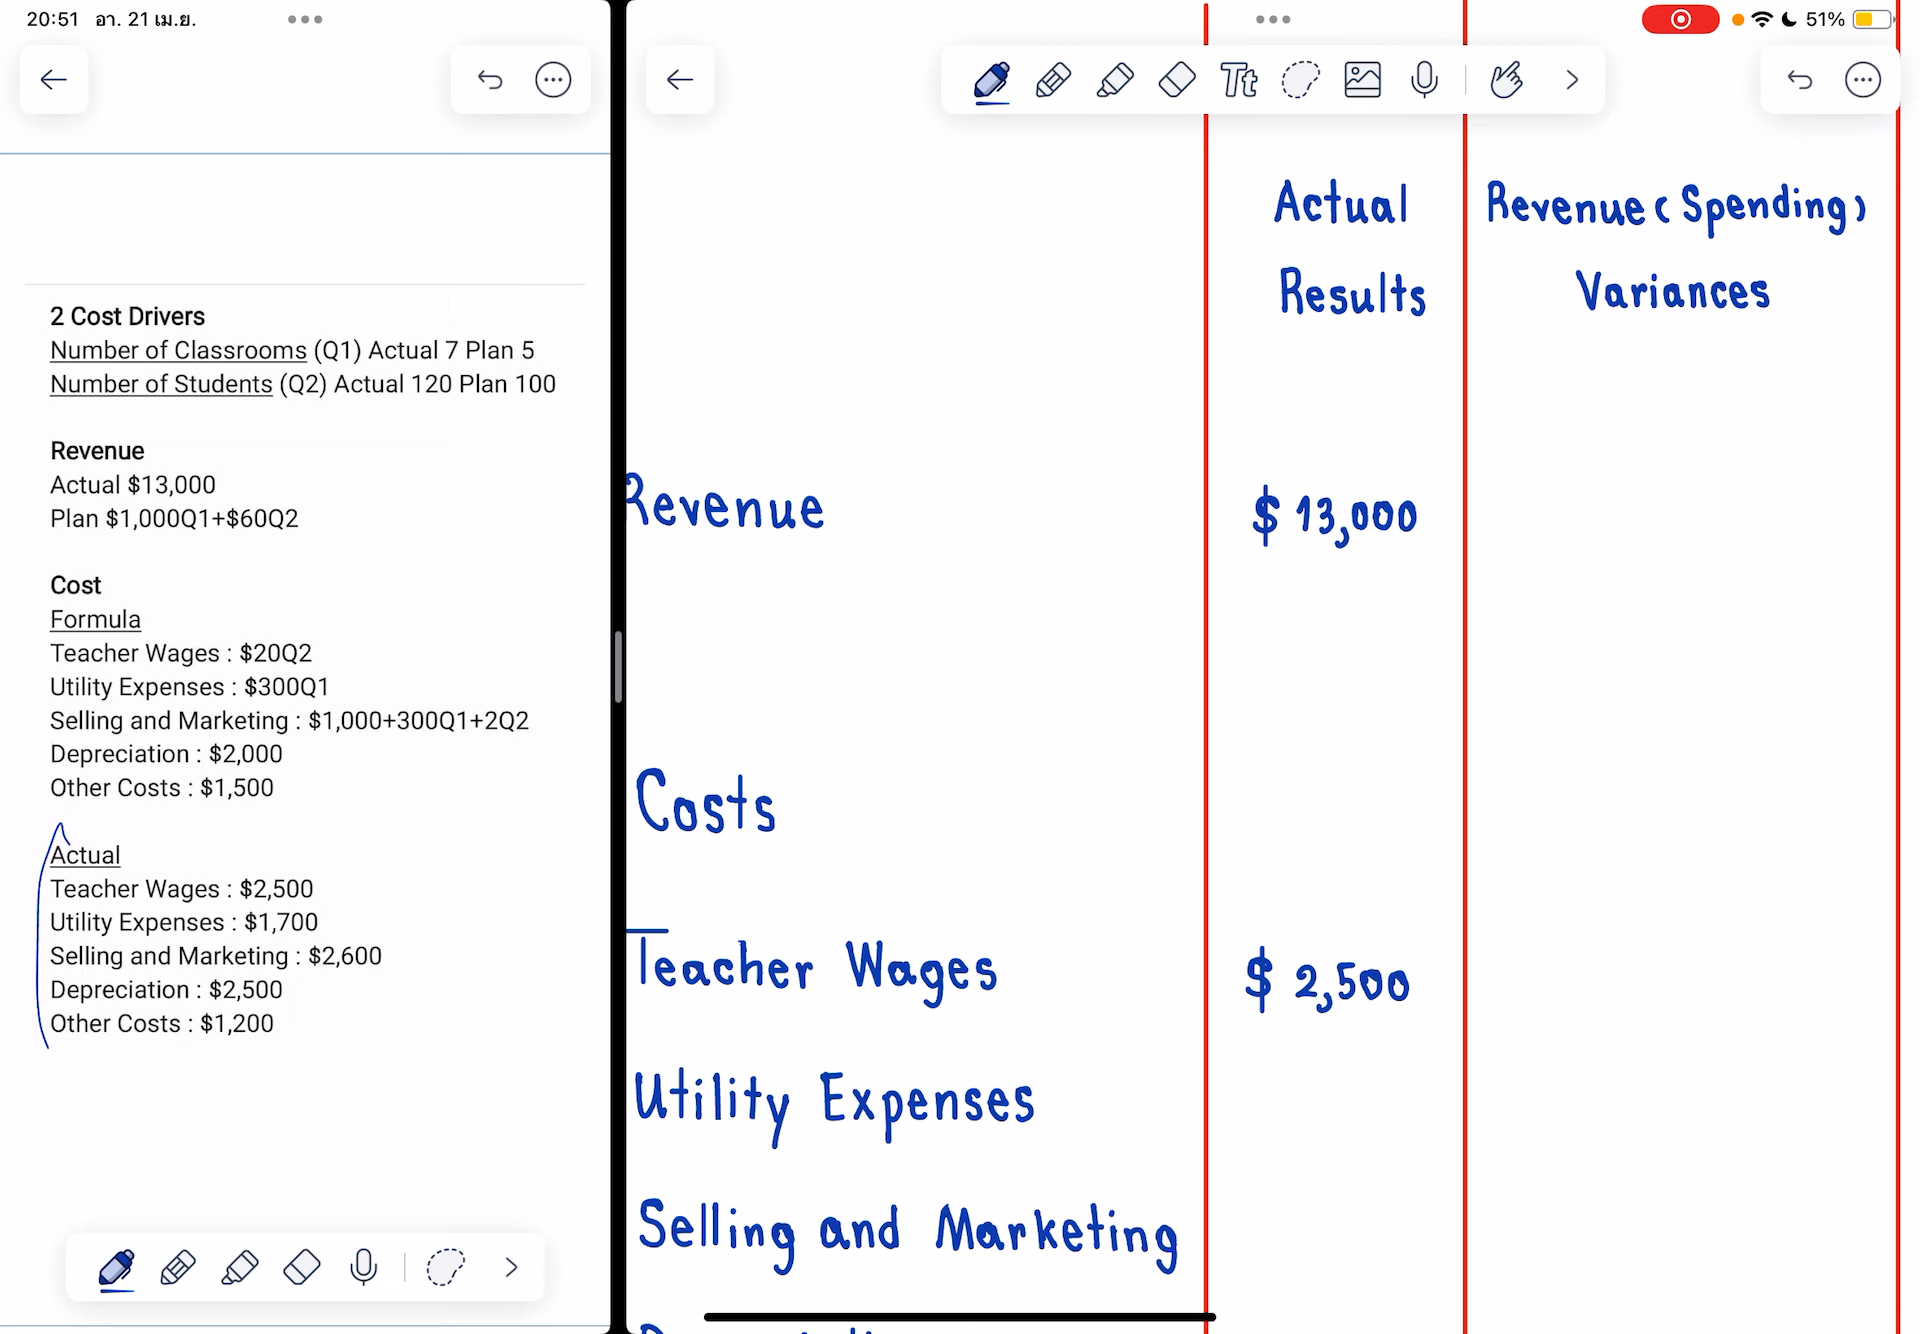 20:51 อา. 21 เม.ย.
51%
2 Cost Drivers
Number of Classrooms (Q1) Actual 7 Plan 5
Number of Students (Q2) Actual 120 Plan 100
Revenue
Actual $13,000
Plan $1,000Q1+$60Q2
Cost
Formula
Teacher Wages : $20Q2
Utility Expenses : $300Q1
Selling and Marketing : $1,000+300Q1+2Q2
Depreciation : $2,000
Other Costs : $1,500
Actual
Teacher Wages : $2,500
Utility Expenses : $1,700
Selling and Marketing : $2,600
Depreciation : $2,500
Other Costs : $1,200
Tt
Actual
Results
Revenue (Spending)
Variances
Revenue $ 13,000
Costs
Teacher Wages $ 2,500
Utility Expenses
Selling and Marketing